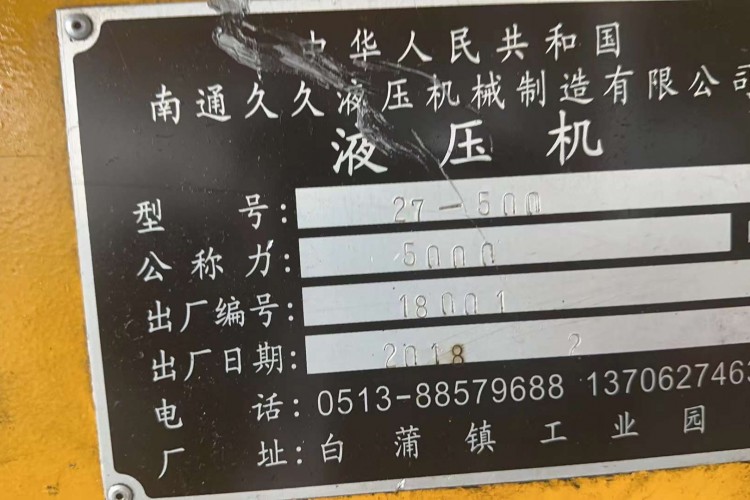 中华人民共和国
南通久久液压机械制造有限公司
液压机
型号: 27-500
公称力: 5000
出厂编号: 18001
出厂日期: 2018 2
电话: 0513-88579688 1370627463
厂址: 白蒲镇工业园